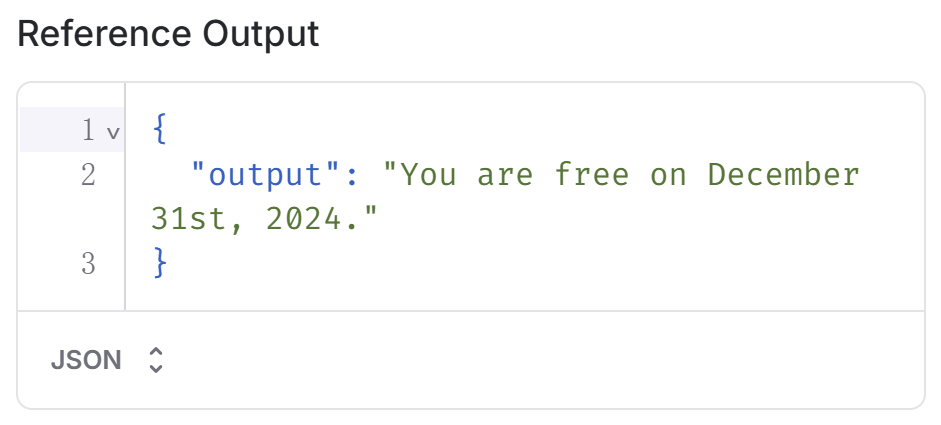 Reference Output
1 {
2 "output": "You are free on December
31st, 2024."
3 }
JSON